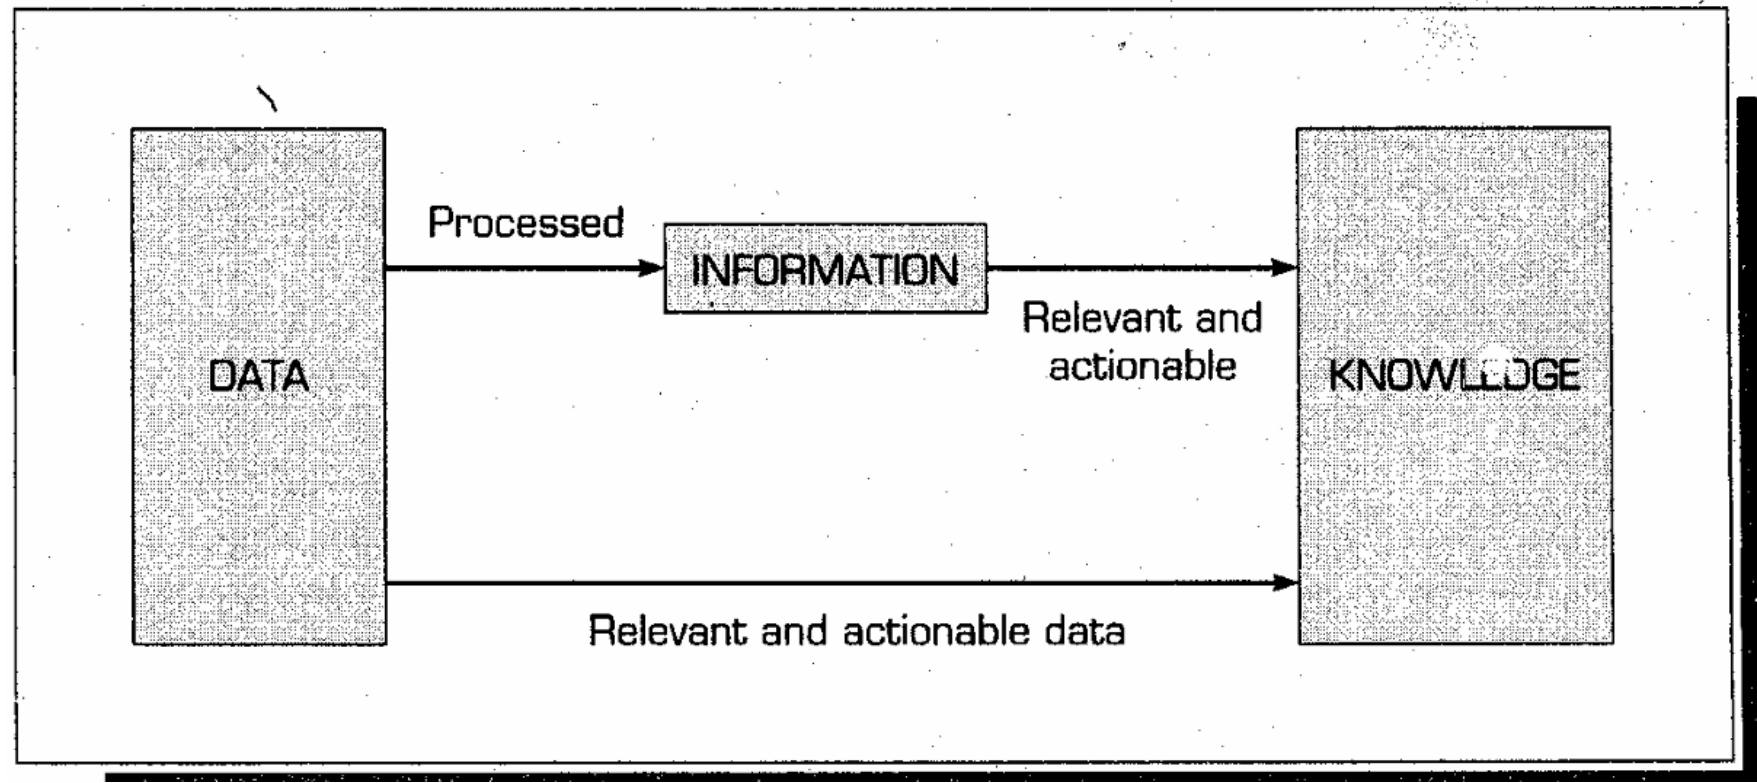 Processed
INFORMATION
Relevant and
actionable
DATA
KNOWLEDGE
Relevant and actionable data